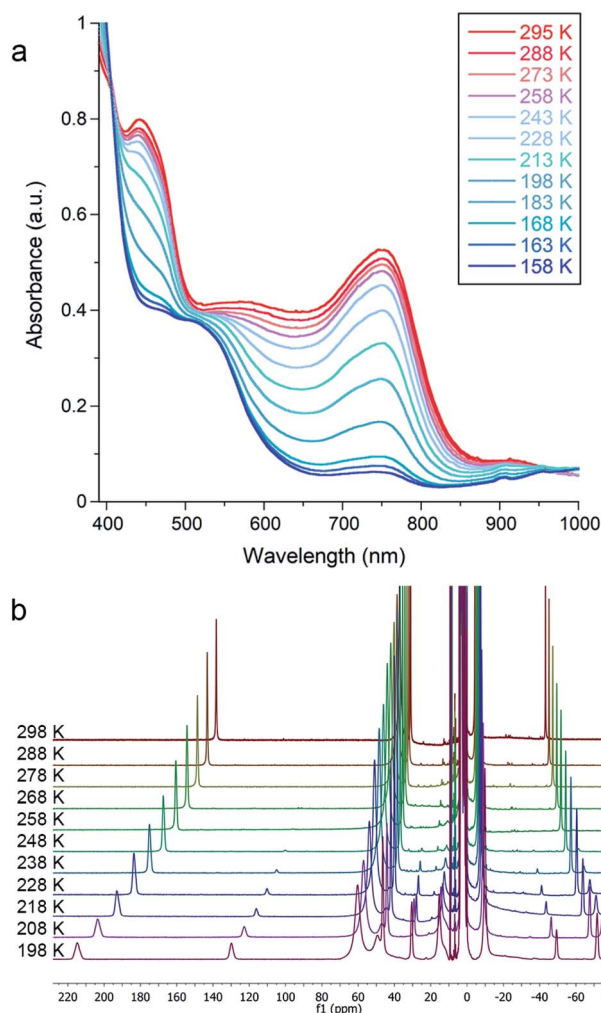 a
1
0.8
0.6
0.4
0.2
0
Absorbance (a.u.)
400 500 600 700 800 900 1000
Wavelength (nm)
295 K
288 K
273 K
258 K
243 K
228 K
213 K
198 K
183 K
168 K
163 K
158 K
b
298 K
288 K
278 K
268 K
258 K
248 K
238 K
228 K
218 K
208 K
198 K
220 200 180 160 140 120 100 80 60 40 20 0 -20 -40 -60
f1 (ppm)